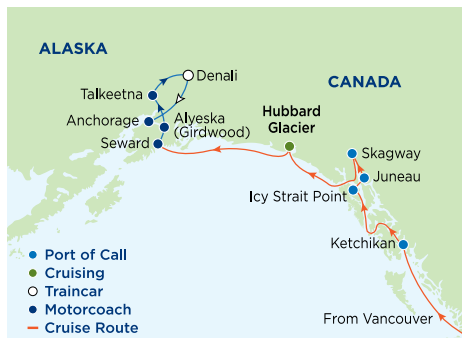 ALASKA
Denali
CANADA
Talkeetna
Anchorage
Alyeska
(Girdwood)
Seward
Hubbard
Glacier
Skagway
Juneau
Icy Strait Point
Ketchikan
From Vancouver
Port of Call
Cruising
Traincar
Motorcoach
Cruise Route